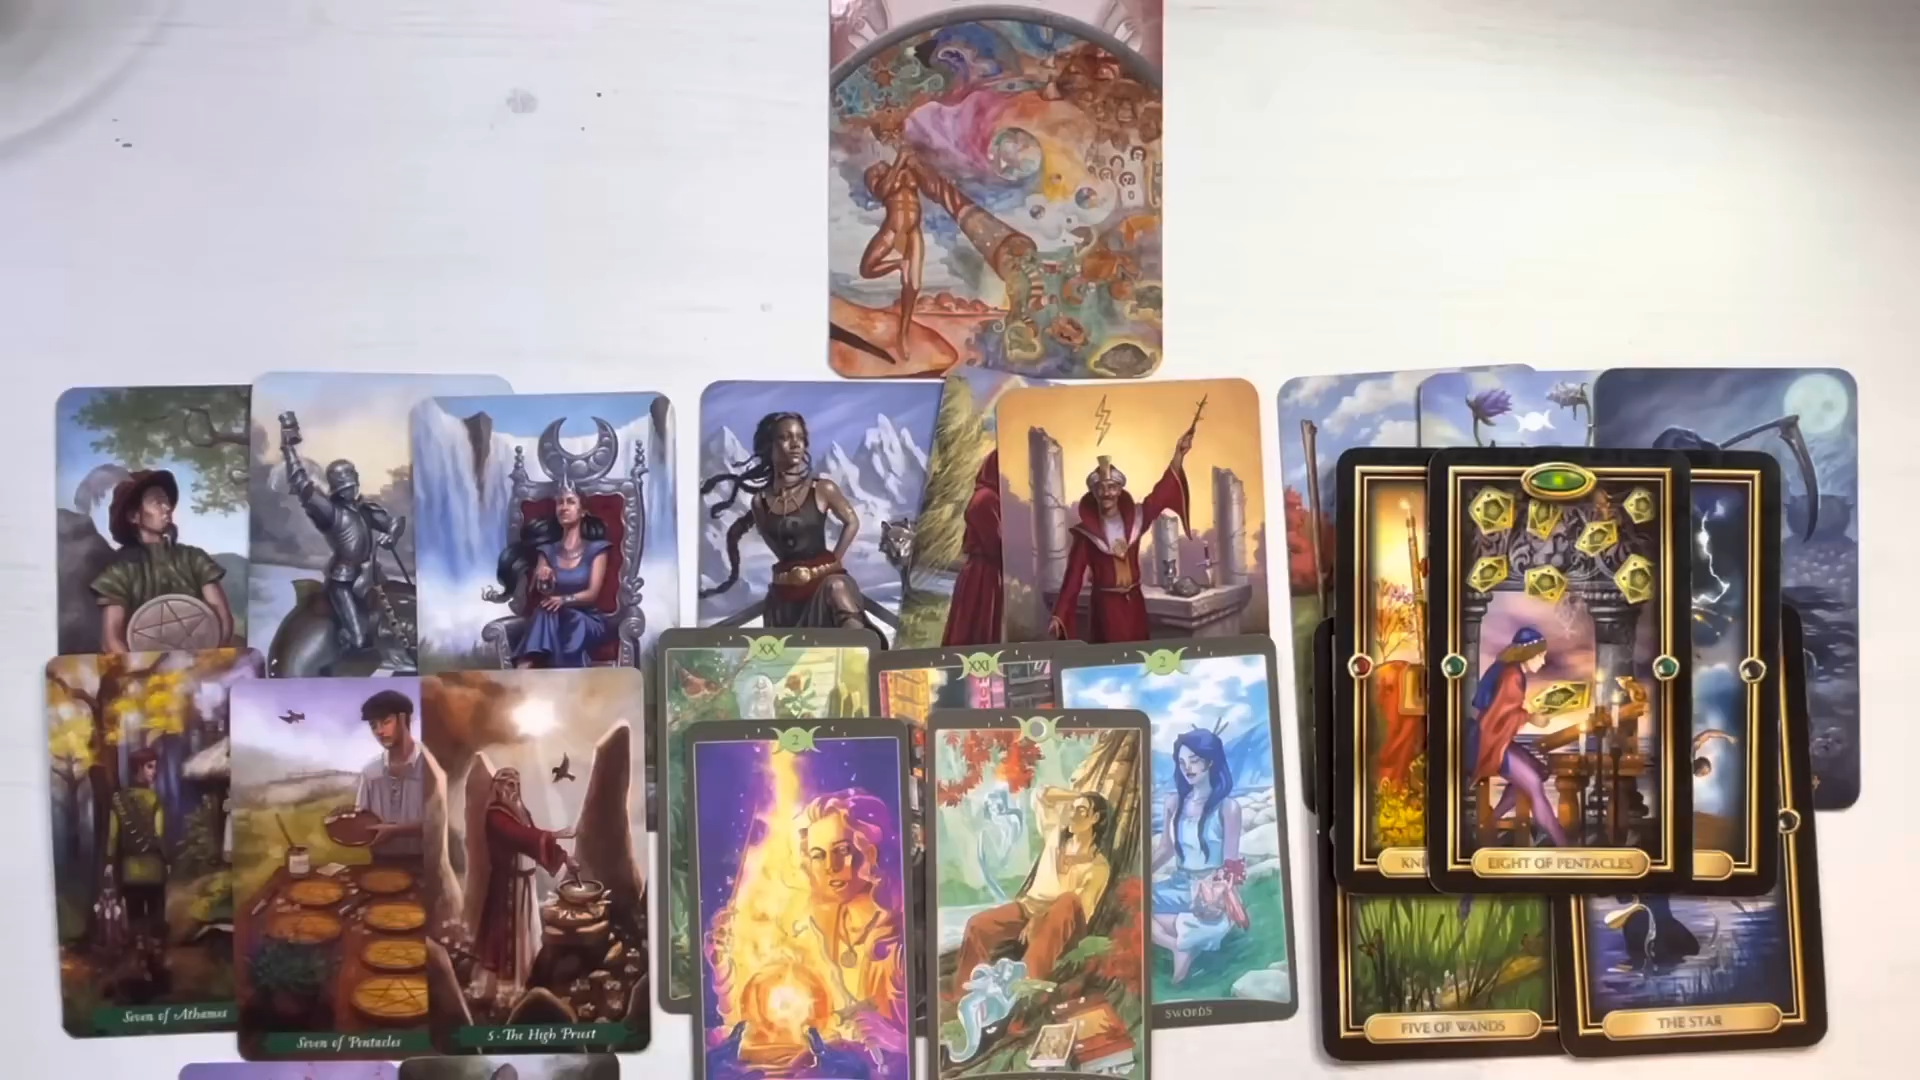 XX
XXI
2
2
KNI
EIGHT OF PENTACLES
Seven of Athames
Seven of Pentacles
5 - The High Priest
SWORDS
FIVE OF WANDS
THE STAR